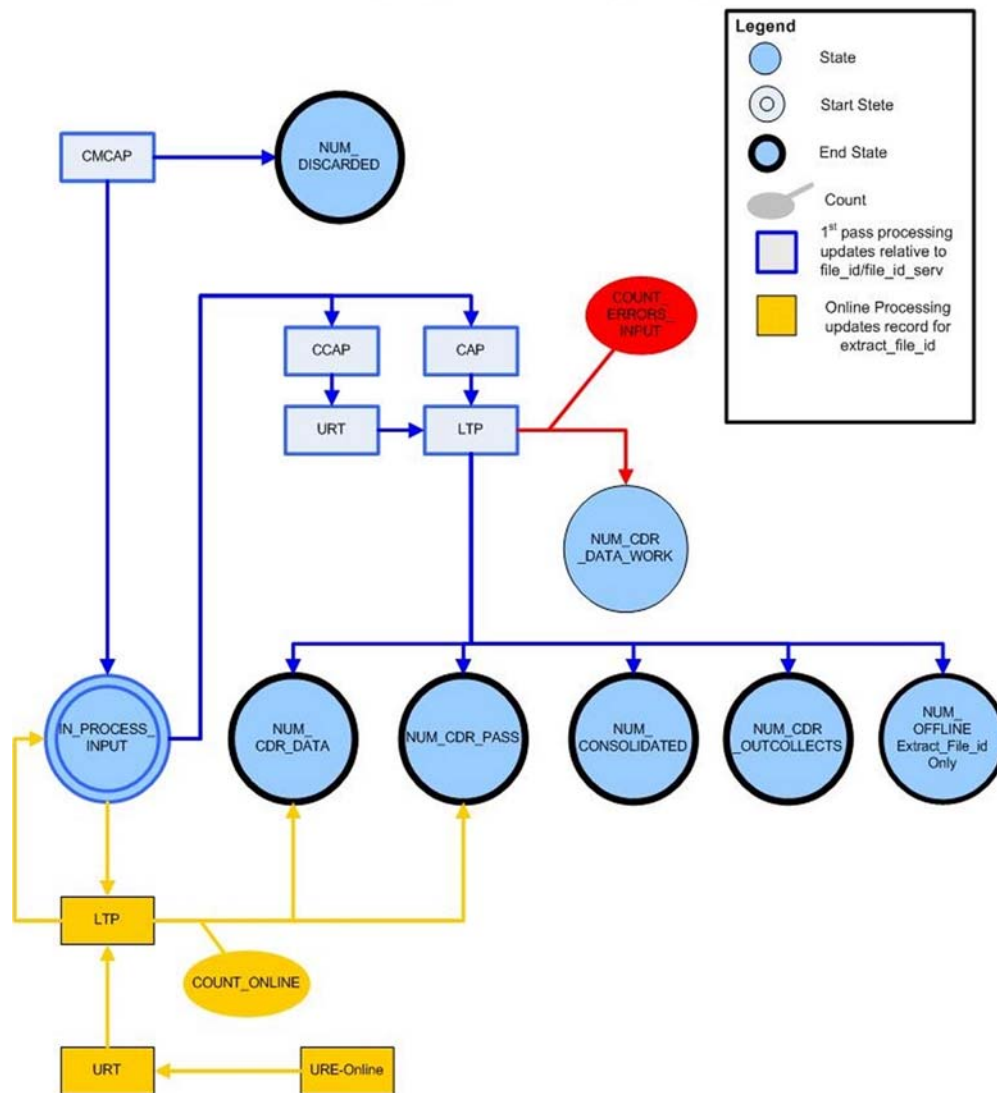 Legend
State
Start Stete
End State
Count
1st pass processing
updates relative to
file_id/file_id_serv
Online Processing
updates record for
extract_file_id
CMCAP
NUM_
DISCARDED
COUNT_
ERRORS_
INPUT
CCAP
CAP
URT
LTP
NUM_CDR
_DATA_WORK
IN_PROCESS_
INPUT
NUM_
CDR_DATA
NUM_CDR_PASS
NUM_
CONSOLIDATED
NUM_CDR
_OUTCOLLECTS
NUM_
OFFLINE
Extract_File_id
Only
LTP
COUNT_ONLINE
URT
URE-Online